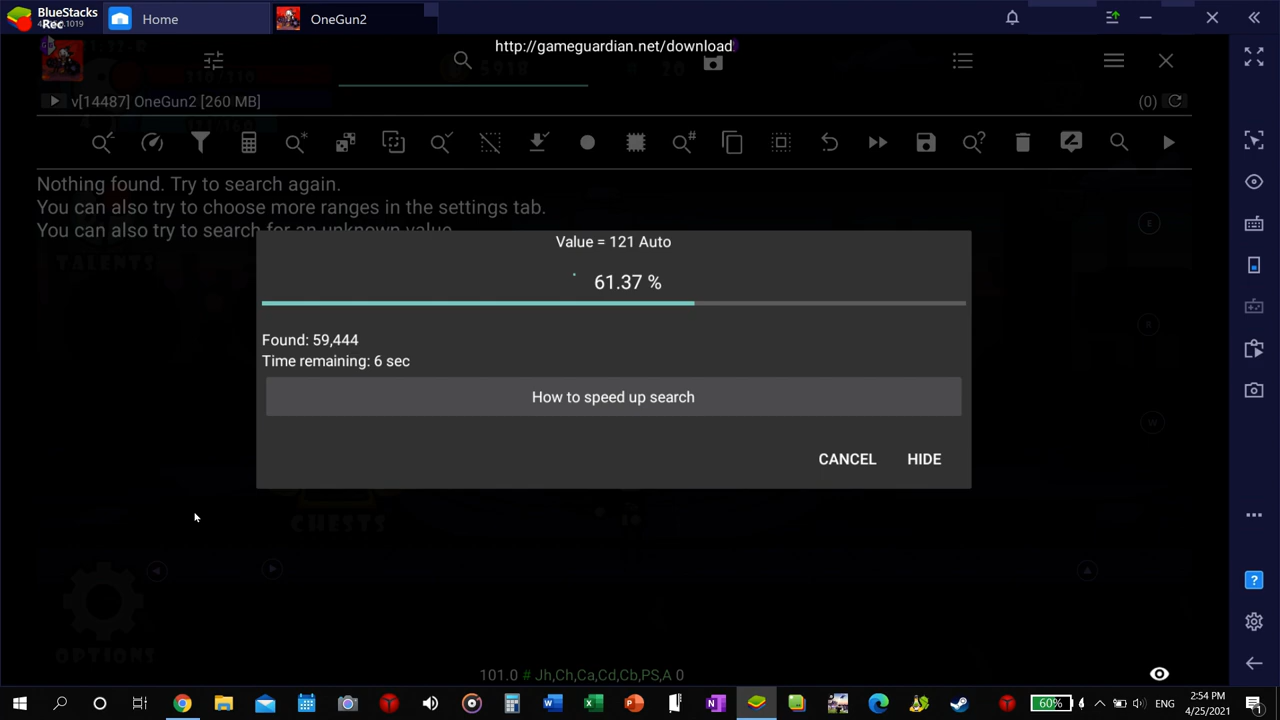 BlueStacks
Rec
Home
OneGun2
http://gameguardian.net/download
v[14487] OneGun2 [260 MB]
(0)
Nothing found. Try to search again.
You can also try to choose more ranges in the settings tab.
You can also try to search for an unknown value.
Value = 121 Auto
61.37 %
Found: 59,444
Time remaining: 6 sec
How to speed up search
CANCEL
HIDE
TALENTS
CHESTS
OPTIONS
E
W
101.0 # Jh,Ch,Ca,Cd,Cb,PS,A 0
60%
ENG
2:54 PM
4/25/2021